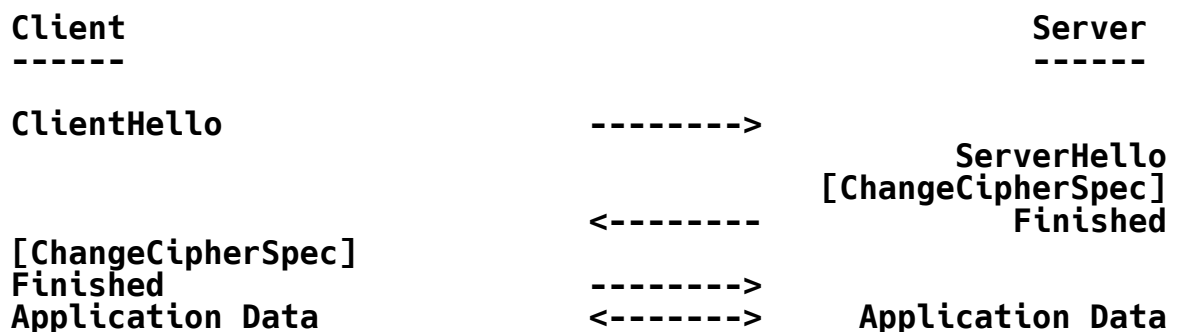 Client Server
------ ------
ClientHello -------->
ServerHello
[ChangeCipherSpec]
<-------- Finished
[ChangeCipherSpec]
Finished -------->
Application Data <-------> Application Data